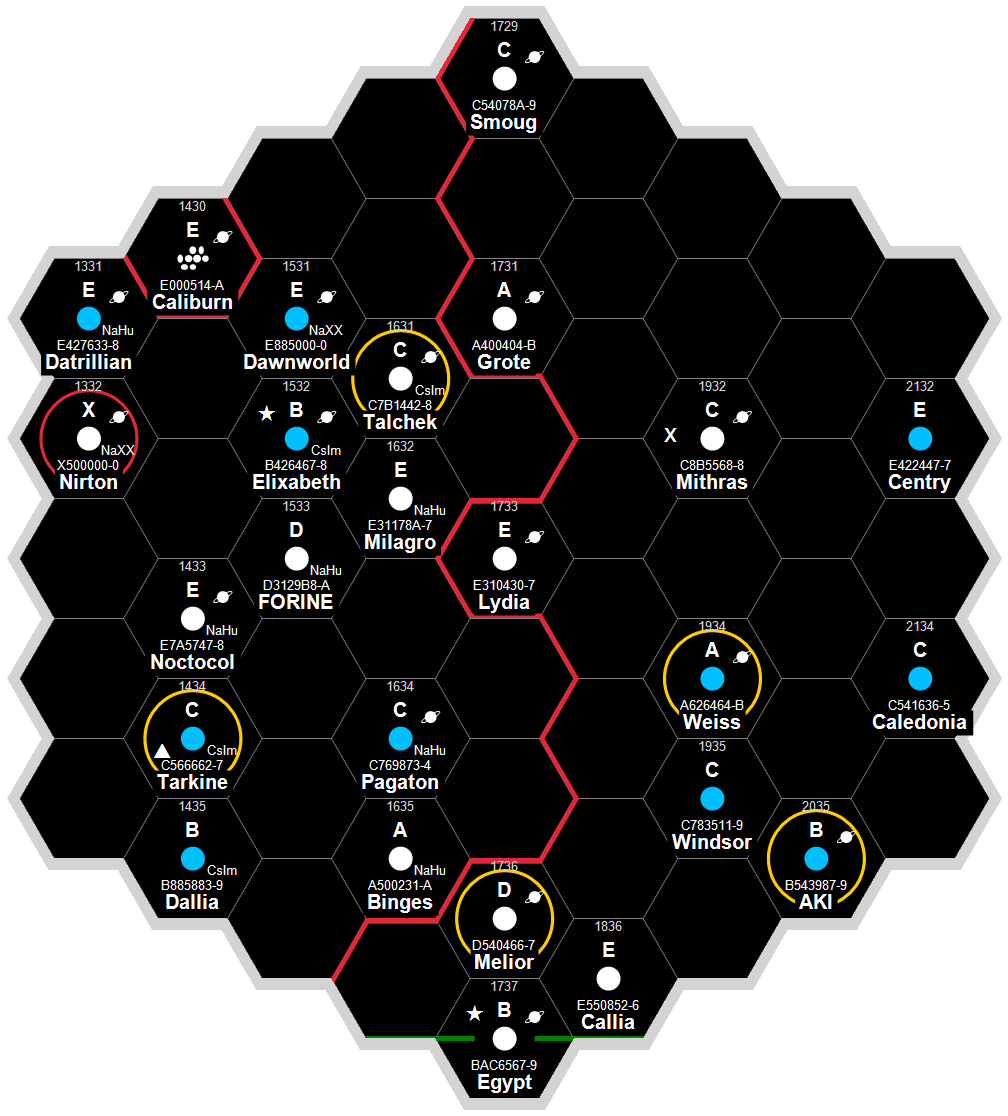 1729
C
C54078A-9
Smoug
1430
E
E000514-A
Caliburn
1331
E
NaHu
E427633-8
Datrillian
1531
E
NaXX
E885000-0
Dawnworld
1731
A
A400404-B
Grote
1631
C
CsIm
C7B1442-8
Talchek
1332
X
NaXX
X500000-0
Nirton
1532
B
CsIm
B426467-8
Elixabeth
1932
C
X
C8B5568-8
Mithras
2132
E
E422447-7
Centry
1632
E
NaHu
E31178A-7
Milagro
1533
D
NaHu
D3129B8-A
FORINE
1733
E
E310430-7
Lydia
1433
E
NaHu
E7A5747-8
Noctocol
1934
A
A626464-B
Weiss
2134
C
C541636-5
Caledonia
1434
C
CsIm
C566662-7
Tarkine
1634
C
NaHu
C769873-4
Pagaton
1935
C
C783511-9
Windsor
1435
B
CsIm
B885883-9
Dallia
1635
A
NaHu
A500231-A
Binges
2035
B
B543987-9
AKI
1736
D
D540466-7
Melior
1836
E
E550852-6
Callia
1737
B
BAC6567-9
Egypt